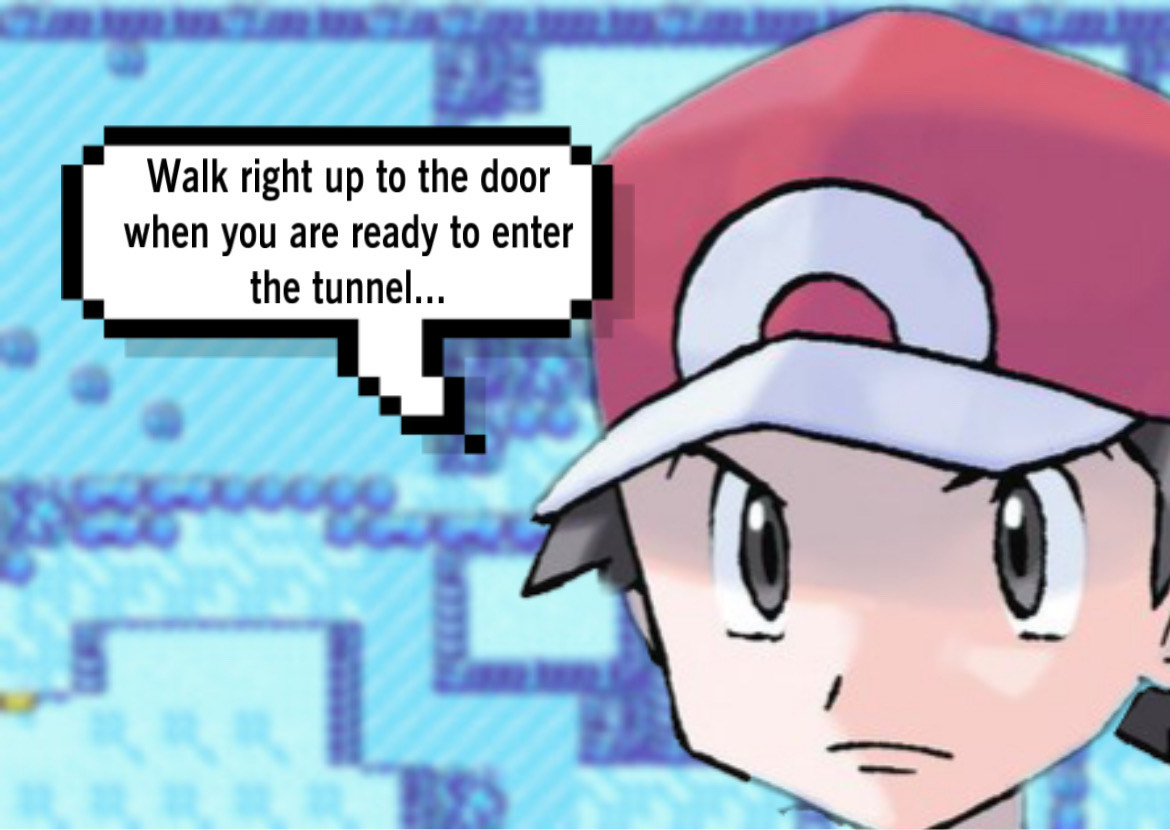 Walk right up to the door
when you are ready to enter
the tunnel...